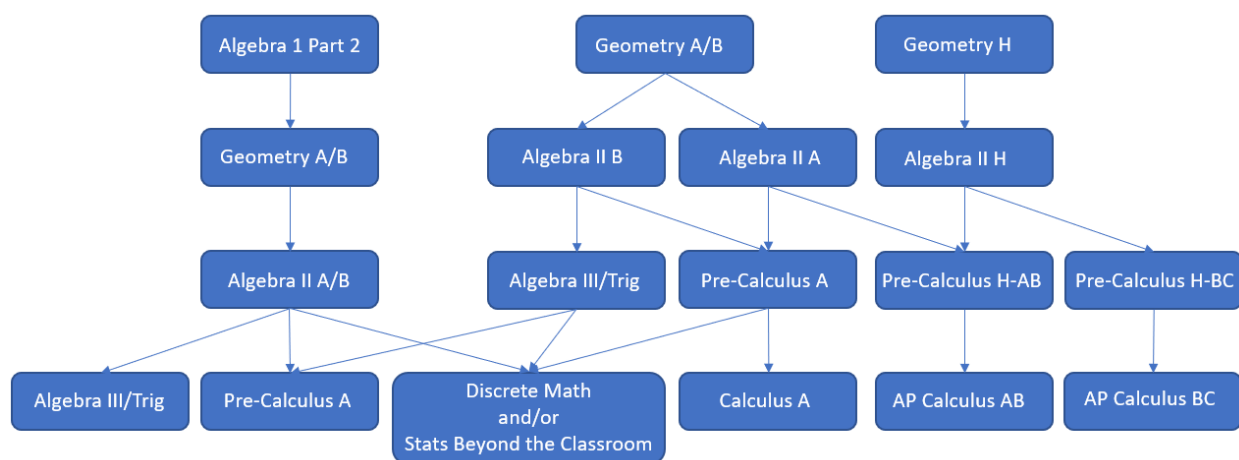 Algebra 1 Part 2
Geometry A/B
Geometry H
Geometry A/B
Algebra II B
Algebra II A
Algebra II H
Algebra II A/B
Algebra III/Trig
Pre-Calculus A
Pre-Calculus H-AB
Pre-Calculus H-BC
Algebra III/Trig
Pre-Calculus A
Discrete Math
and/or
Stats Beyond the Classroom
Calculus A
AP Calculus AB
AP Calculus BC